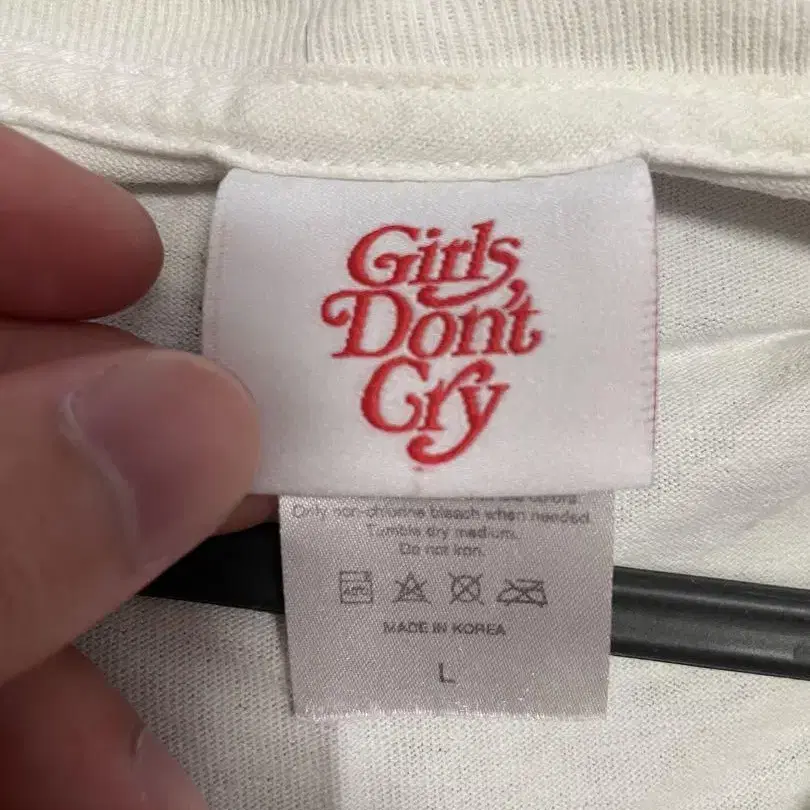 Girls
Don't
Cry
Only non-chlorine bleach when needed.
Tumble dry medium.
Do not iron.
MADE IN KOREA
L